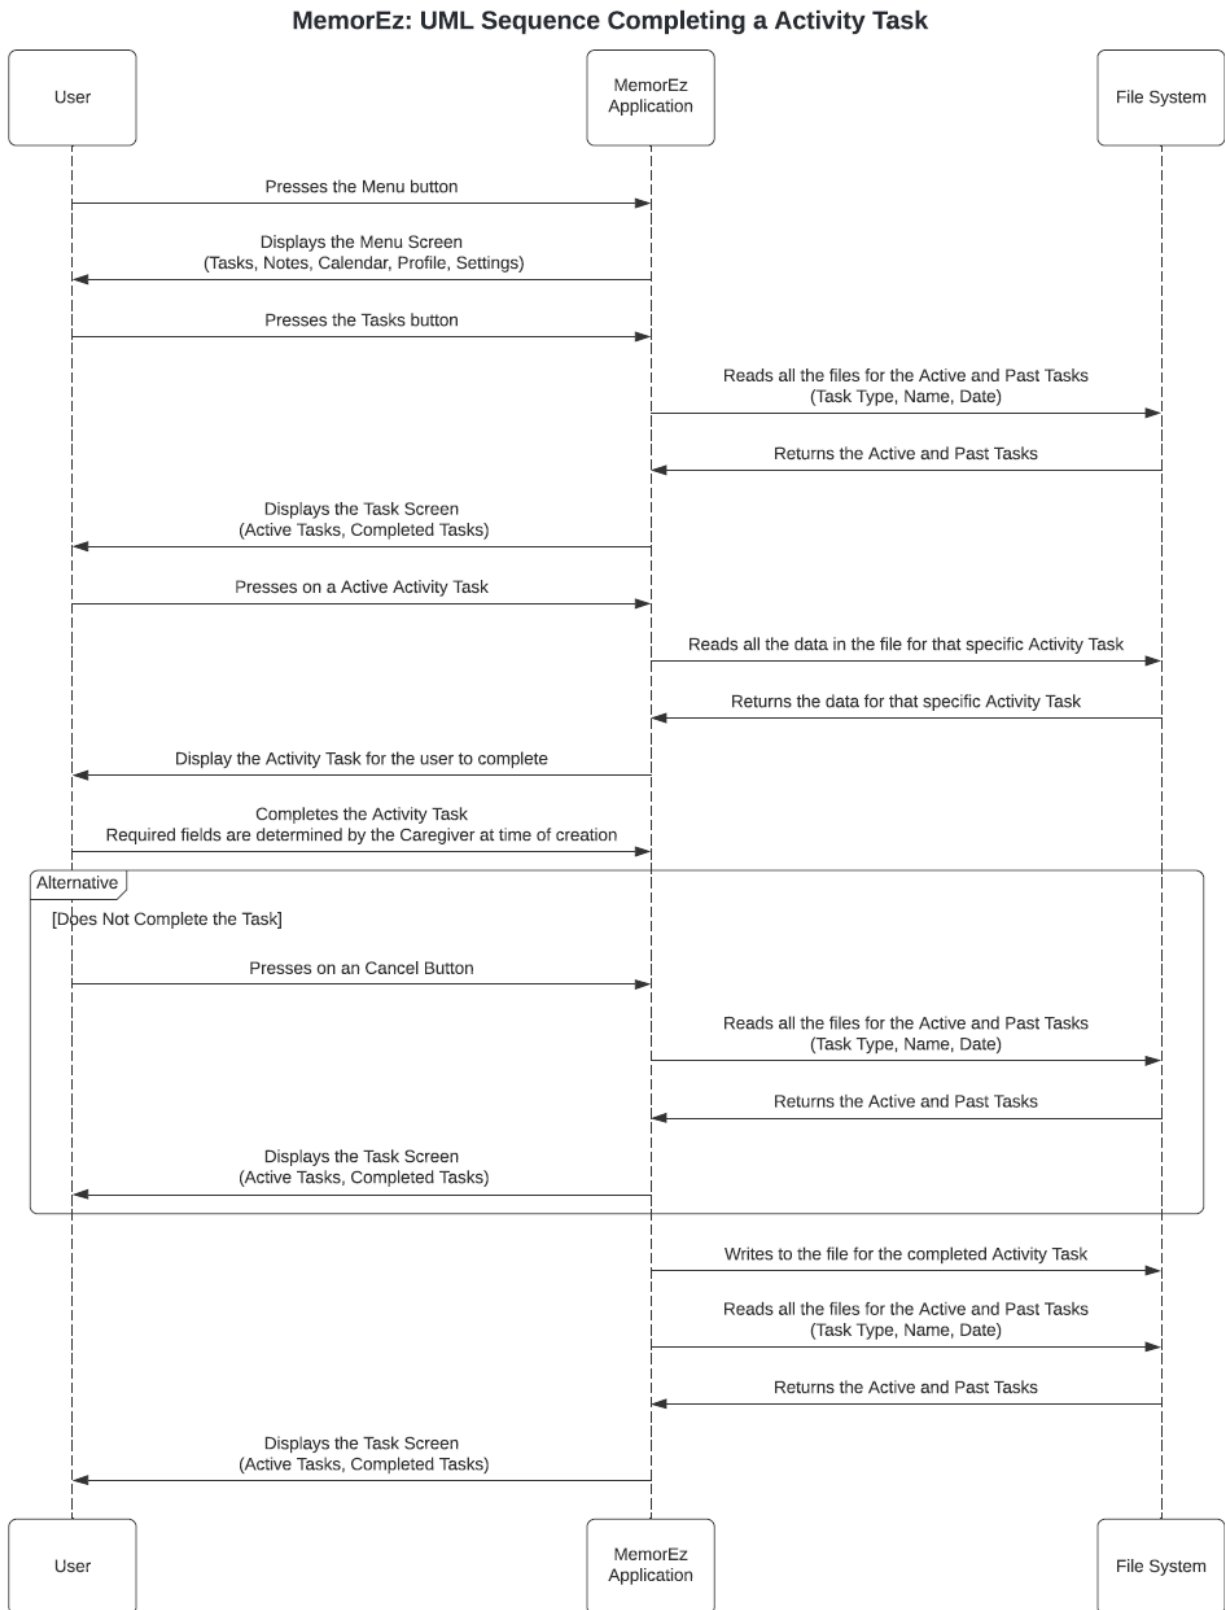 MemorEz: UML Sequence Completing a Activity Task
User
MemorEz
Application
File System
Presses the Menu button
Displays the Menu Screen
(Tasks, Notes, Calendar, Profile, Settings)
Presses the Tasks button
Reads all the files for the Active and Past Tasks
(Task Type, Name, Date)
Returns the Active and Past Tasks
Displays the Task Screen
(Active Tasks, Completed Tasks)
Presses on a Active Activity Task
Reads all the data in the file for that specific Activity Task
Returns the data for that specific Activity Task
Display the Activity Task for the user to complete
Completes the Activity Task
Required fields are determined by the Caregiver at time of creation
Alternative
[Does Not Complete the Task]
Presses on an Cancel Button
Reads all the files for the Active and Past Tasks
(Task Type, Name, Date)
Returns the Active and Past Tasks
Displays the Task Screen
(Active Tasks, Completed Tasks)
Writes to the file for the completed Activity Task
Reads all the files for the Active and Past Tasks
(Task Type, Name, Date)
Returns the Active and Past Tasks
Displays the Task Screen
(Active Tasks, Completed Tasks)
User
MemorEz
Application
File System